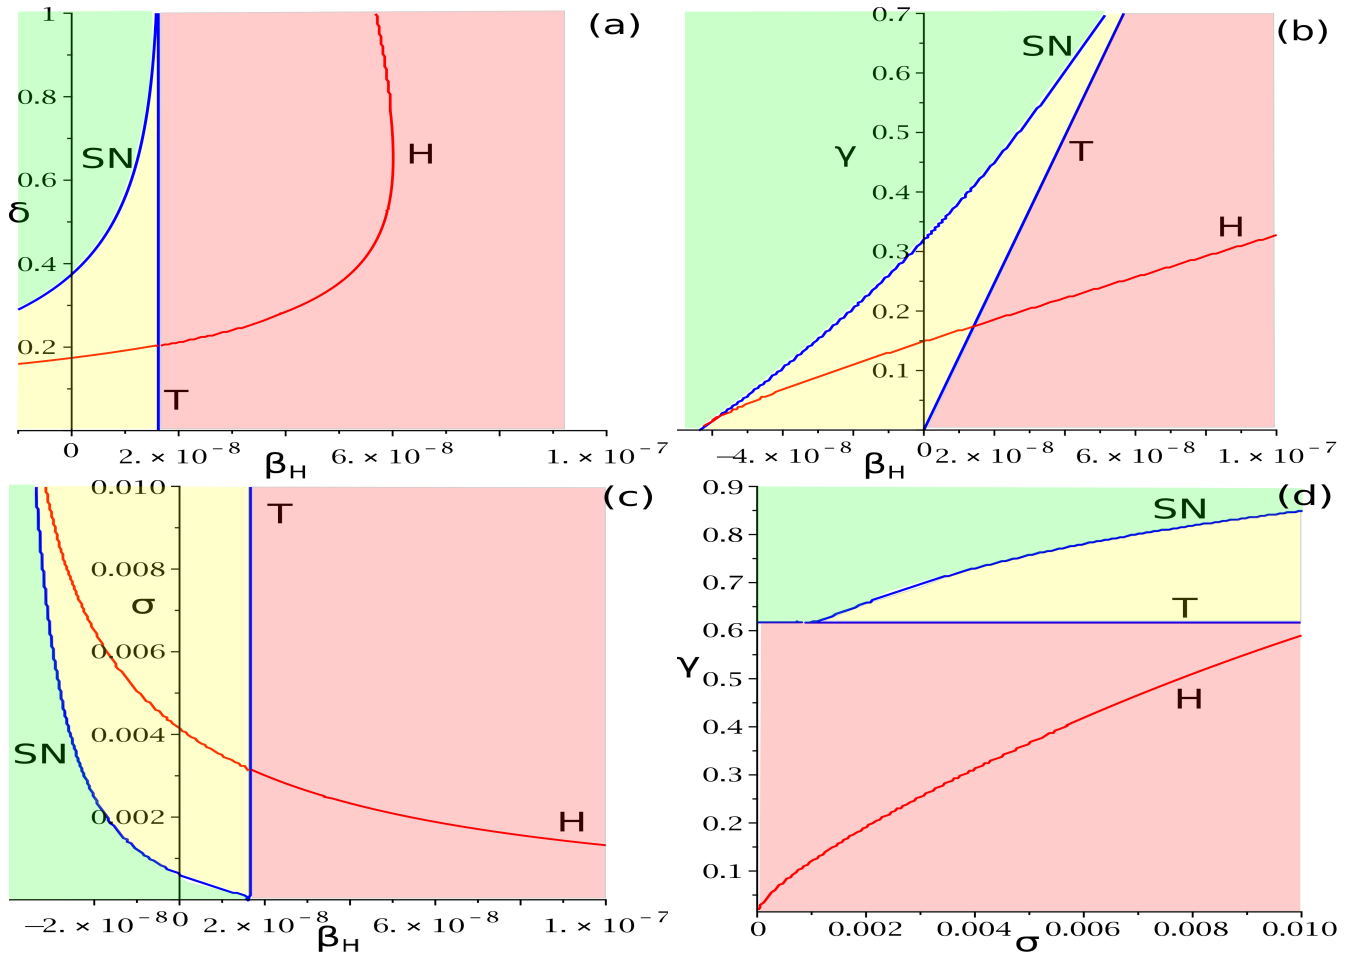 (a)
1
0.8
0.6
0.4
0.2
δ
SN
H
T
0
2. × 10⁻⁸
6. × 10⁻⁸
1. × 10⁻⁷
β_H
(b)
0.7
0.6
0.5
0.4
0.3
0.2
0.1
γ
SN
T
H
−4. × 10⁻⁸
0
2. × 10⁻⁸
6. × 10⁻⁸
1. × 10⁻⁷
β_H
(c)
0.010
0.008
0.006
0.004
0.002
σ
T
SN
H
−2. × 10⁻⁸
0
2. × 10⁻⁸
6. × 10⁻⁸
1. × 10⁻⁷
β_H
(d)
0.9
0.8
0.7
0.6
0.5
0.4
0.3
0.2
0.1
γ
SN
T
H
0
0.002
0.004
0.006
0.008
0.010
σ